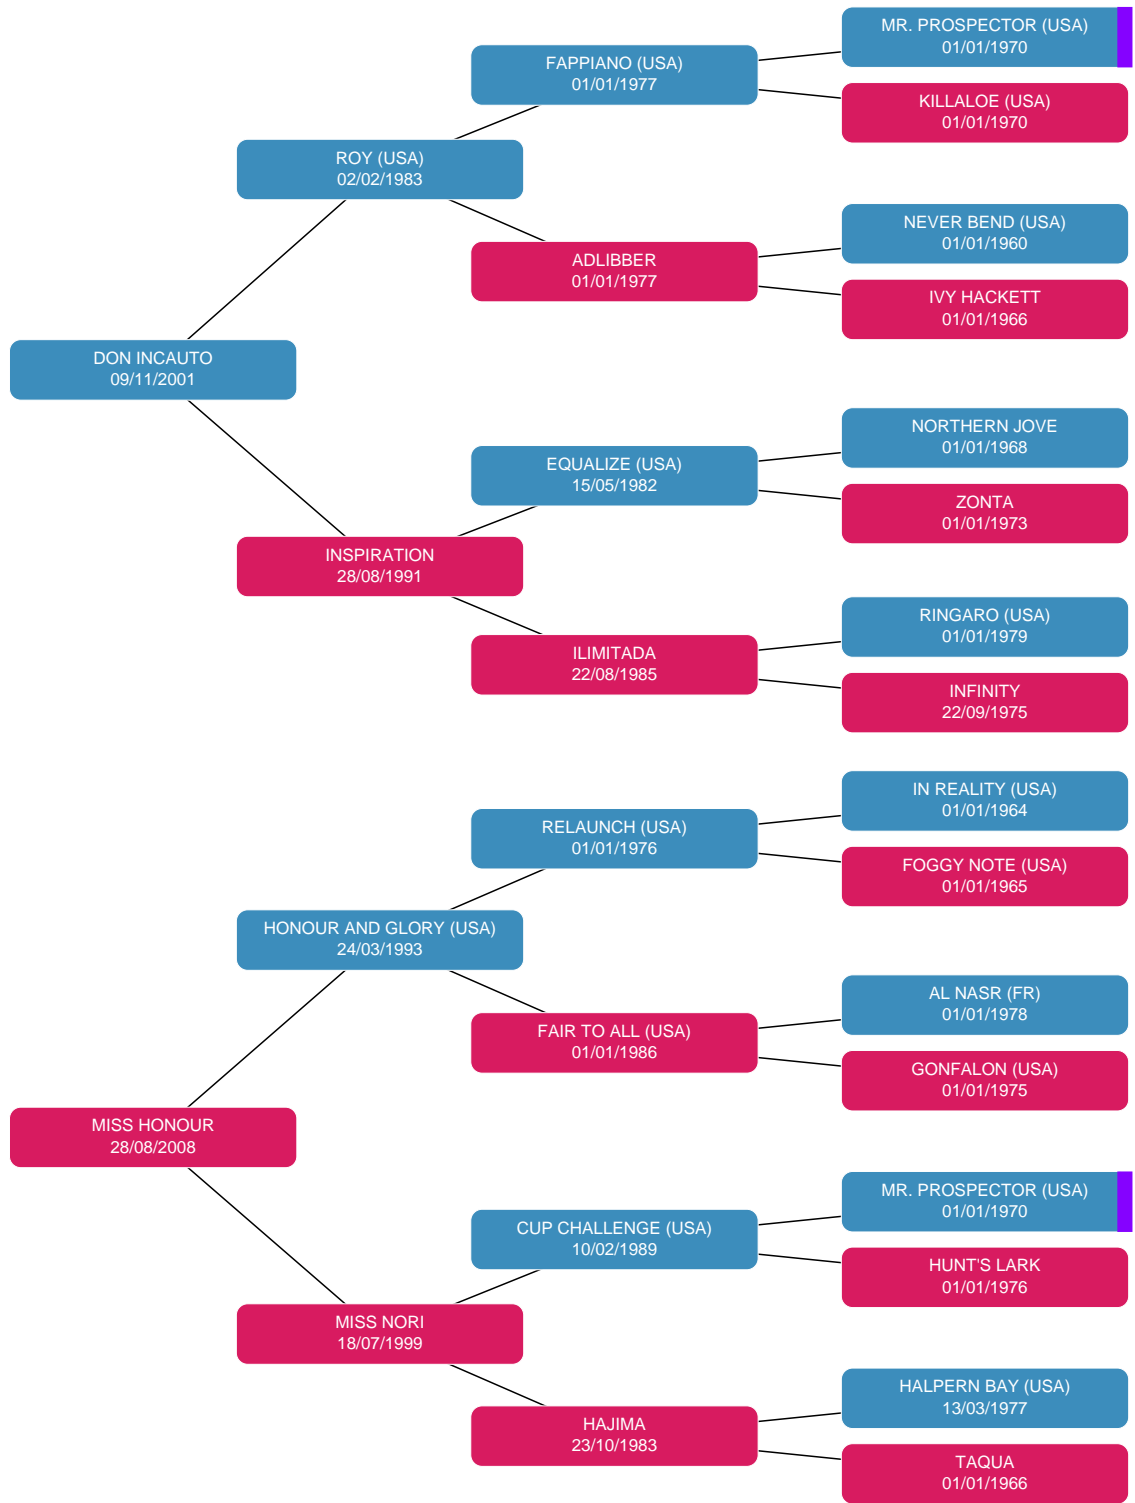 MR. PROSPECTOR (USA)
01/01/1970
FAPPIANO (USA)
01/01/1977
KILLALOE (USA)
01/01/1970
ROY (USA)
02/02/1983
NEVER BEND (USA)
01/01/1960
ADLIBBER
01/01/1977
IVY HACKETT
01/01/1966
DON INCAUTO
09/11/2001
NORTHERN JOVE
01/01/1968
EQUALIZE (USA)
15/05/1982
ZONTA
01/01/1973
INSPIRATION
28/08/1991
RINGARO (USA)
01/01/1979
ILIMITADA
22/08/1985
INFINITY
22/09/1975
IN REALITY (USA)
01/01/1964
RELAUNCH (USA)
01/01/1976
FOGGY NOTE (USA)
01/01/1965
HONOUR AND GLORY (USA)
24/03/1993
AL NASR (FR)
01/01/1978
FAIR TO ALL (USA)
01/01/1986
GONFALON (USA)
01/01/1975
MISS HONOUR
28/08/2008
MR. PROSPECTOR (USA)
01/01/1970
CUP CHALLENGE (USA)
10/02/1989
HUNT'S LARK
01/01/1976
MISS NORI
18/07/1999
HALPERN BAY (USA)
13/03/1977
HAJIMA
23/10/1983
TAQUA
01/01/1966